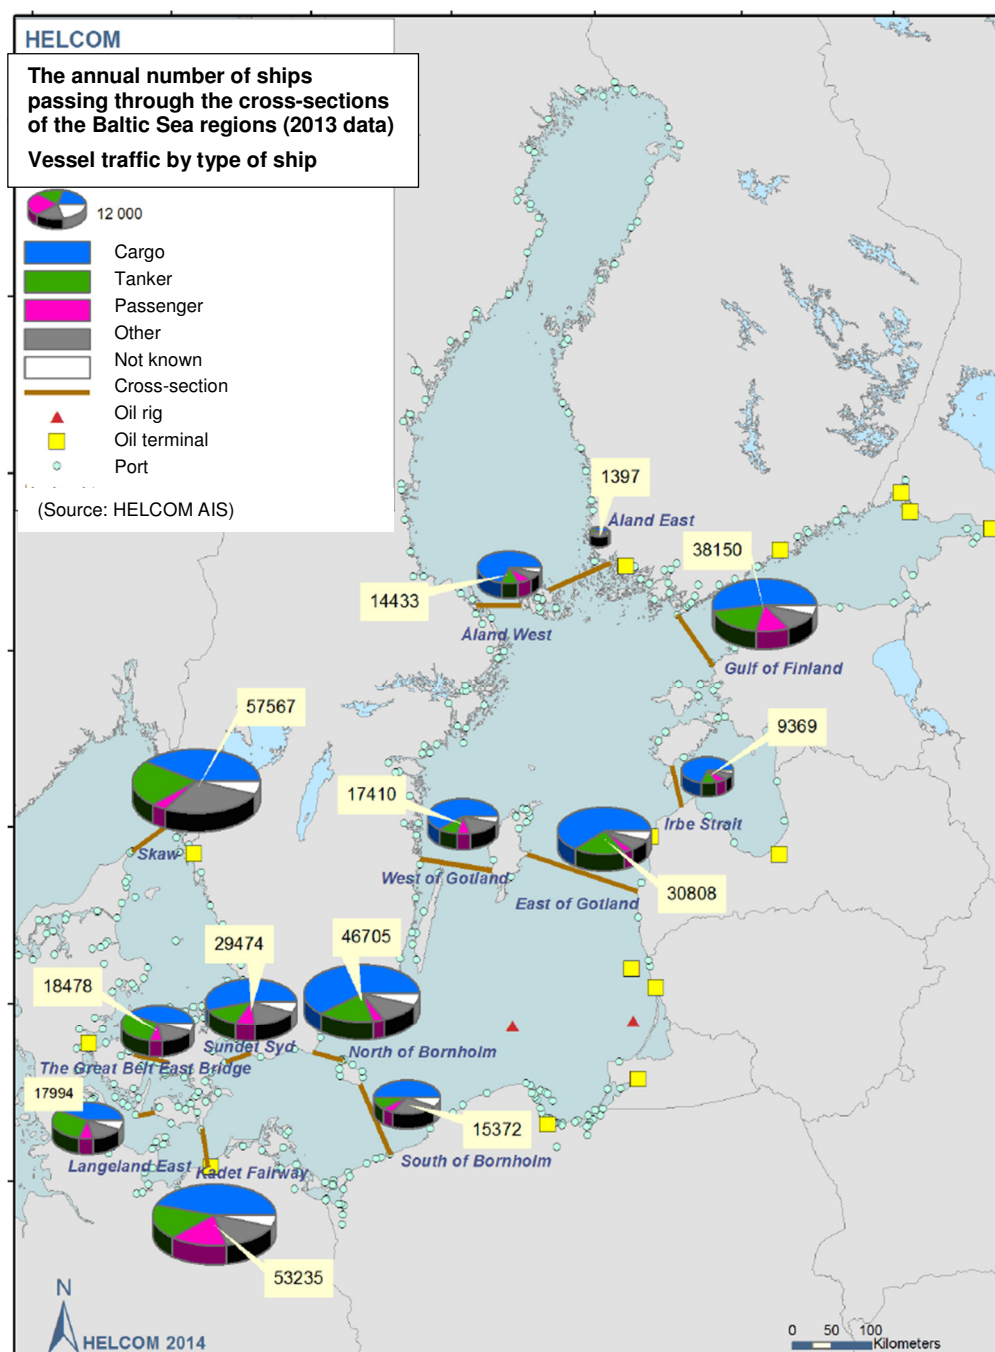 HELCOM
The annual number of ships
passing through the cross-sections
of the Baltic Sea regions (2013 data)
Vessel traffic by type of ship
12 000
Cargo
Tanker
Passenger
Other
Not known
Cross-section
Oil rig
Oil terminal
Port
(Source: HELCOM AIS)
1397
Åland East
38150
14433
Åland West
Gulf of Finland
57567
9369
17410
Irbe Strait
Skaw
West of Gotland
30808
East of Gotland
46705
29474
18478
Sundet Syd
North of Bornholm
The Great Belt East Bridge
17994
15372
South of Bornholm
Langeland East
Kadet Fairway
53235
N
HELCOM 2014
0 50 100
Kilometers